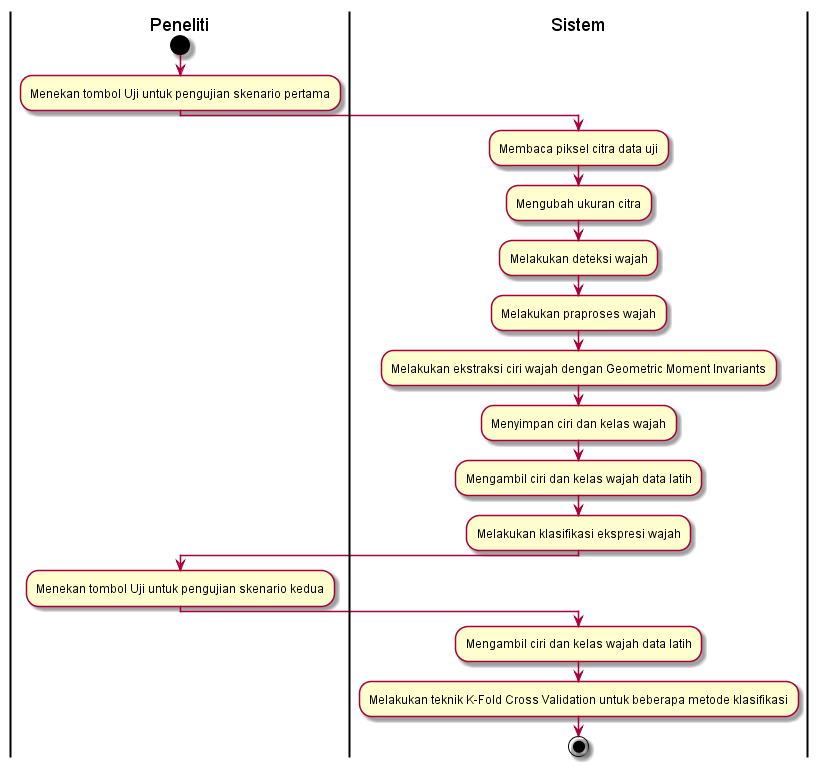 Peneliti
Sistem
Menekan tombol Uji untuk pengujian skenario pertama
Membaca piksel citra data uji
Mengubah ukuran citra
Melakukan deteksi wajah
Melakukan praproses wajah
Melakukan ekstraksi ciri wajah dengan Geometric Moment Invariants
Menyimpan ciri dan kelas wajah
Mengambil ciri dan kelas wajah data latih
Melakukan klasifikasi ekspresi wajah
Menekan tombol Uji untuk pengujian skenario kedua
Mengambil ciri dan kelas wajah data latih
Melakukan teknik K-Fold Cross Validation untuk beberapa metode klasifikasi